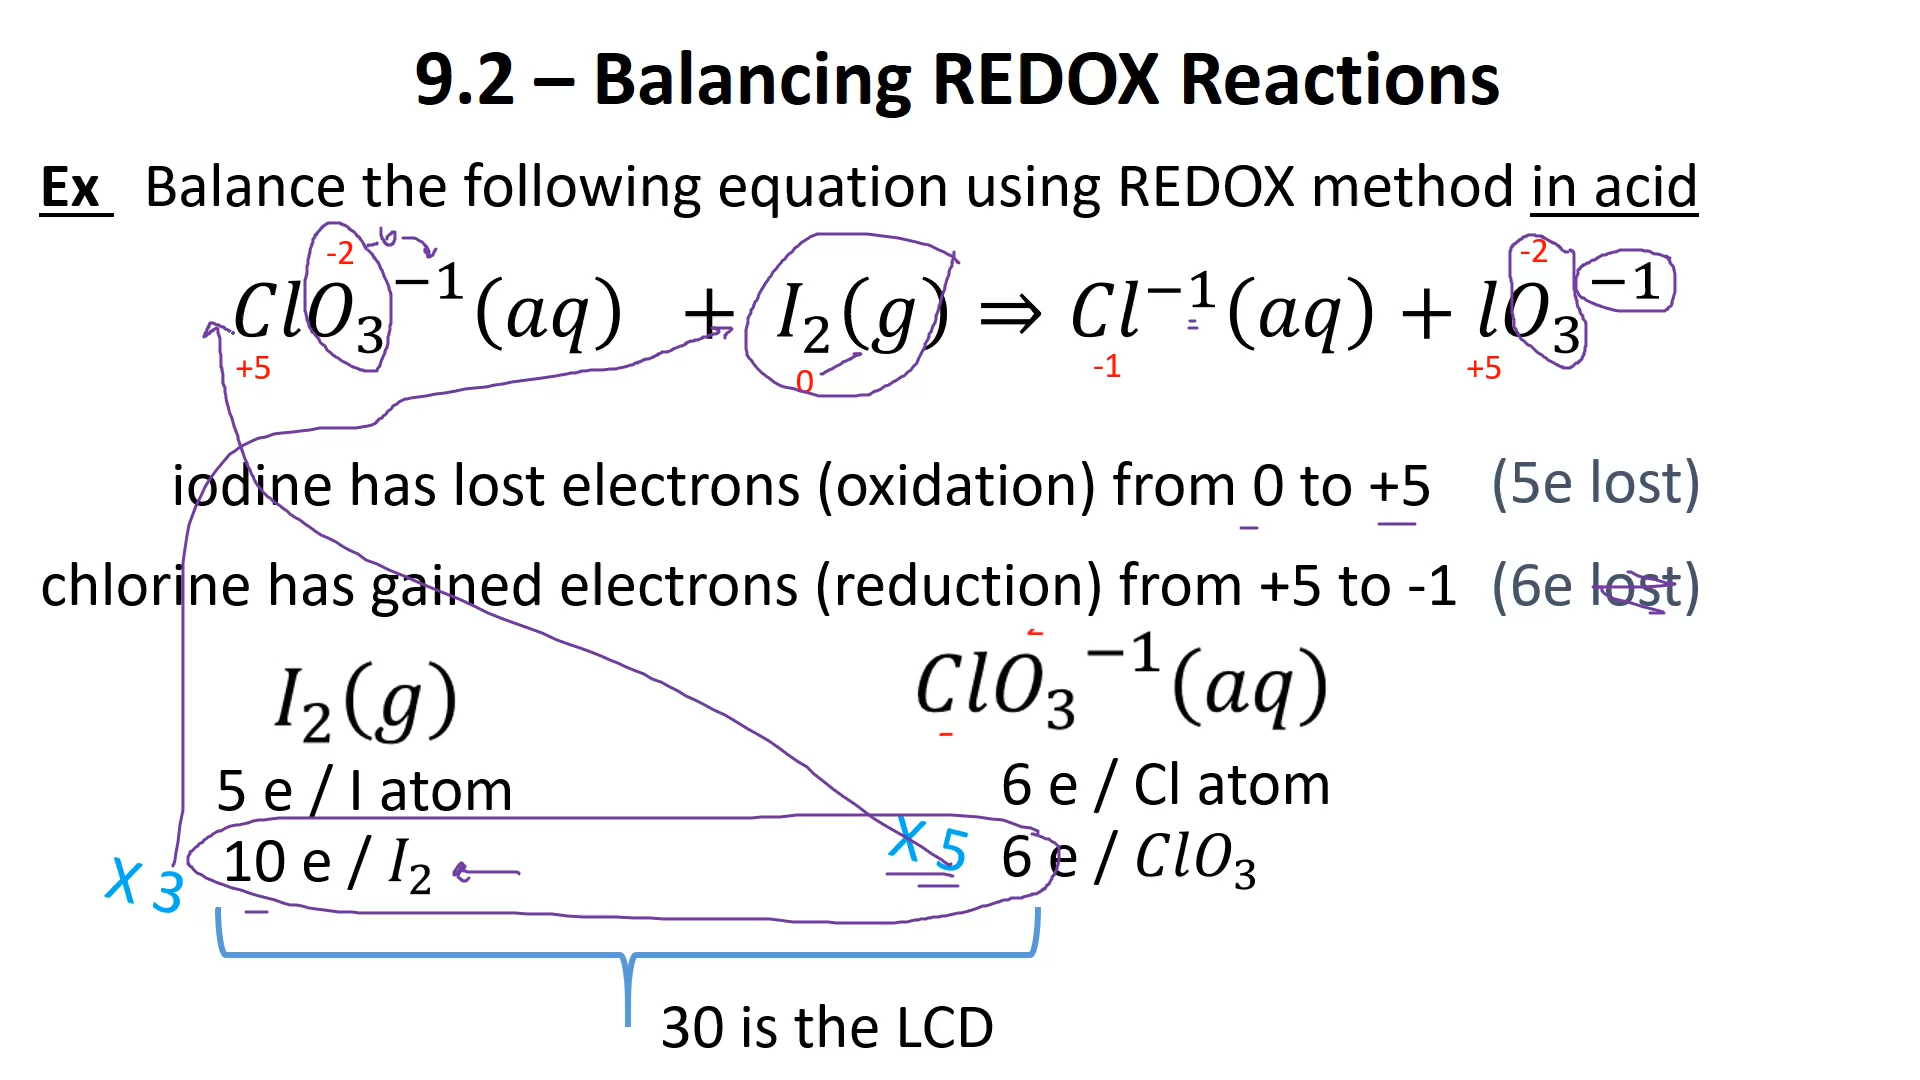 9.2 – Balancing REDOX Reactions
Ex Balance the following equation using REDOX method in acid
-2 -6 -2
ClO₃⁻¹(aq) + I₂(g) ⇒ Cl⁻¹(aq) + lO₃⁻¹
+5 0 -1 +5
iodine has lost electrons (oxidation) from 0 to +5 (5e lost)
chlorine has gained electrons (reduction) from +5 to -1 (6e lost)
I₂(g) ClO₃⁻¹(aq)
5 e / I atom 6 e / Cl atom
X 3 10 e / I₂ X 5 6 e / ClO₃
30 is the LCD